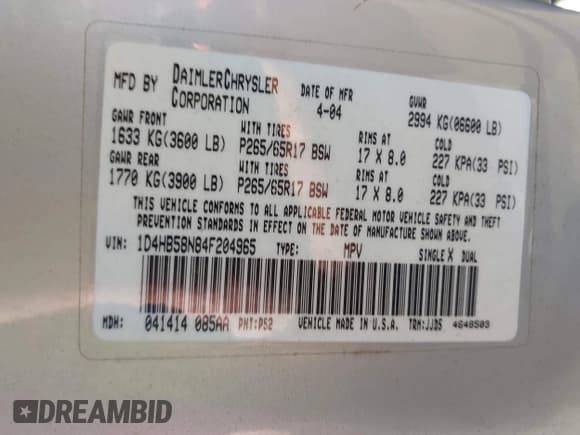 MFD BY DAIMLERCHRYSLER CORPORATION DATE OF MFR 4-04 GVWR 2994 KG(06600 LB)
GAWR FRONT WITH TIRES RIMS AT COLD
1633 KG(3600 LB) P265/65R17 BSW 17 X 8.0 227 KPA(33 PSI)
GAWR REAR WITH TIRES RIMS AT COLD
1770 KG(3900 LB) P265/65R17 BSW 17 X 8.0 227 KPA(33 PSI)
THIS VEHICLE CONFORMS TO ALL APPLICABLE FEDERAL MOTOR VEHICLE SAFETY AND THEFT
PREVENTION STANDARDS IN EFFECT ON THE DATE OF MANUFACTURE SHOWN ABOVE.
VIN: 1D4HB58N84F204965 TYPE: MPV SINGLE X DUAL
MDH: 041414 085AA PNT:PS2 VEHICLE MADE IN U.S.A. TRM:JJD5 4648503
DREAMBID